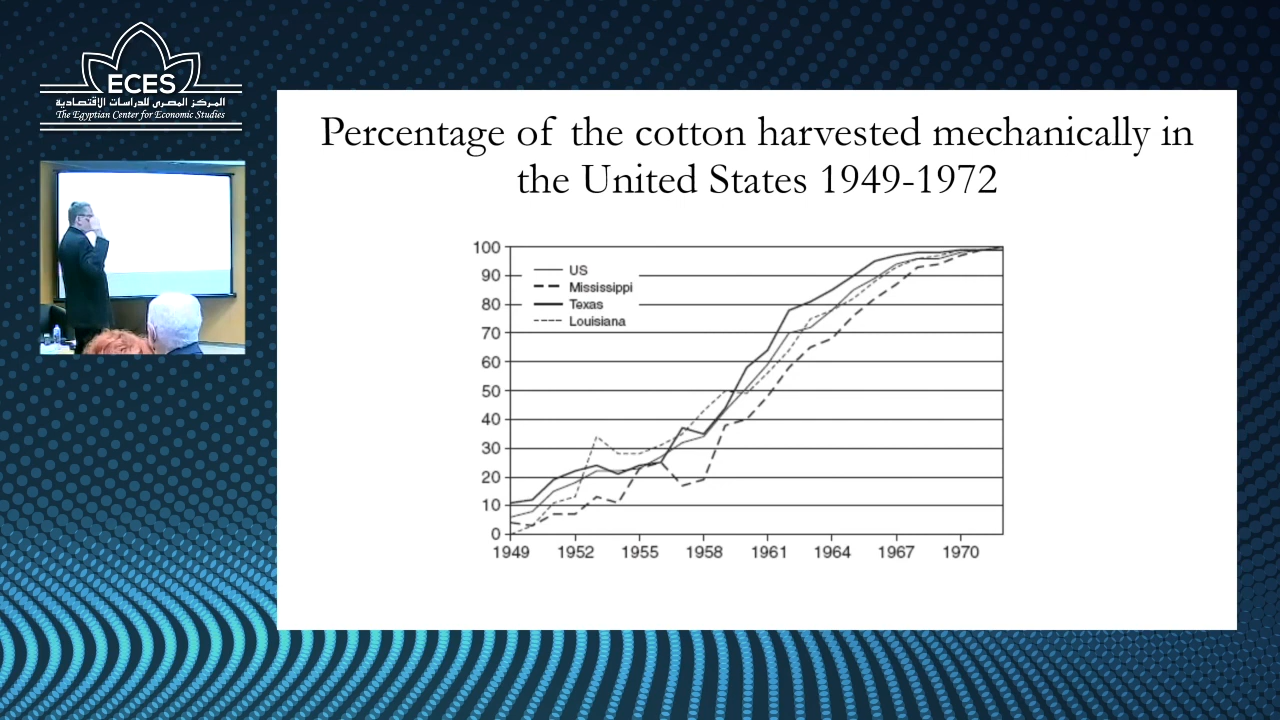 ECES
المركز المصرى للدراسات الاقتصادية
The Egyptian Center for Economic Studies
Percentage of the cotton harvested mechanically in
the United States 1949-1972
100
90
80
70
60
50
40
30
20
10
0
US
Mississippi
Texas
Louisiana
1949 1952 1955 1958 1961 1964 1967 1970